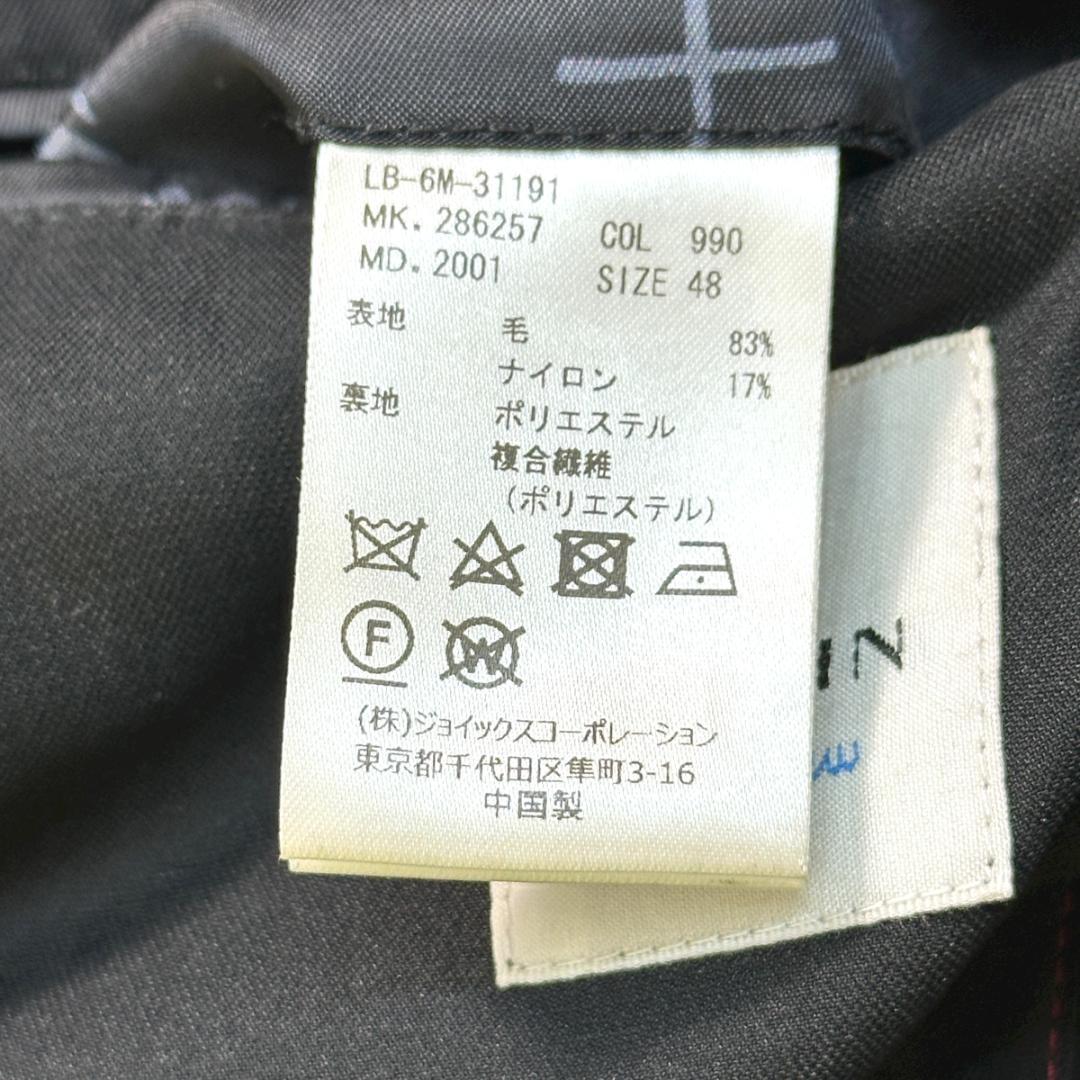 LB-6M-31191
MK. 286257 COL 990
MD. 2001 SIZE 48
表地 毛 83%
ナイロン 17%
裏地 ポリエステル
複合繊維
(ポリエステル)
F W
(株)ジョイックスコーポレーション
東京都千代田区隼町3-16
中国製
IN